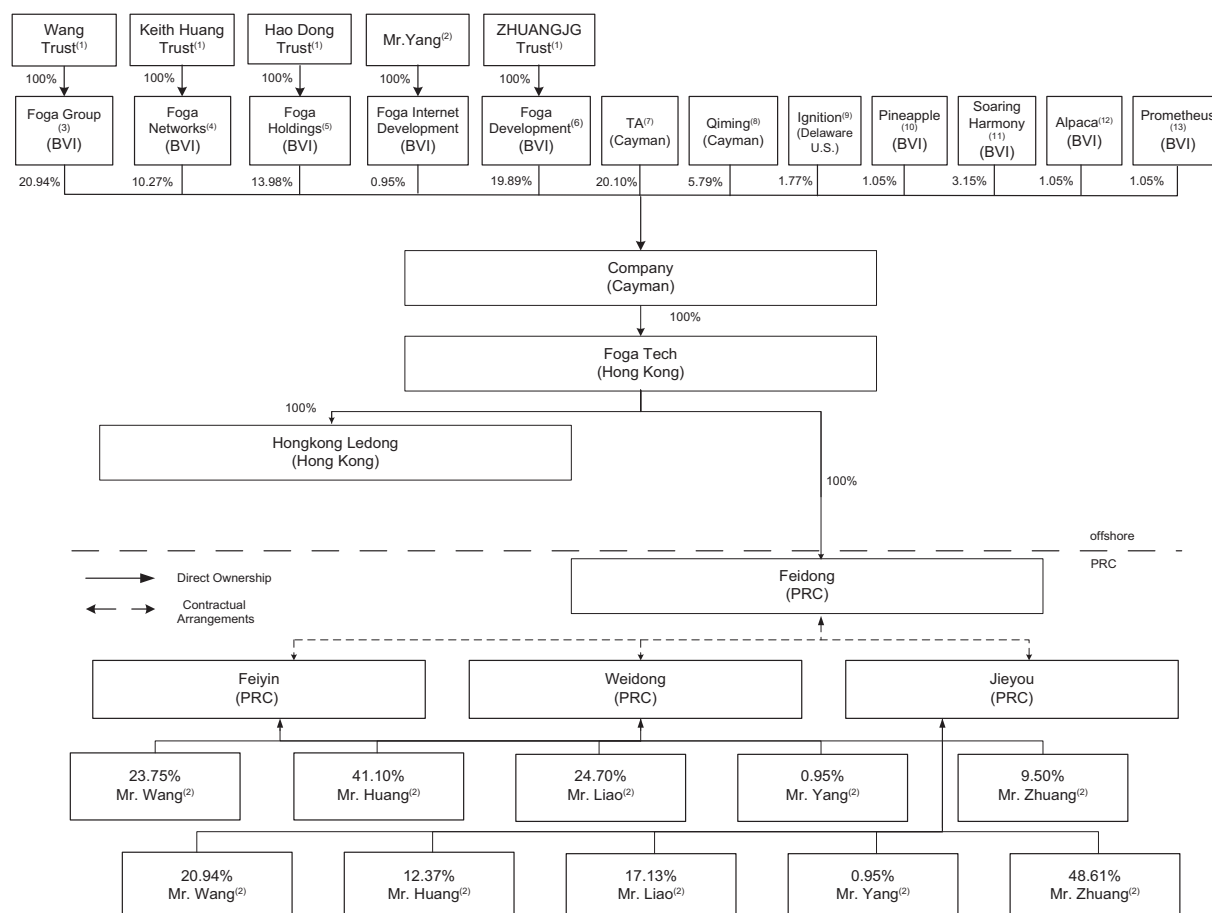 Wang
Trust(1)
Keith Huang
Trust(1)
Hao Dong
Trust(1)
Mr.Yang(2)
ZHUANGJG
Trust(1)
100%
100%
100%
100%
100%
Foga Group
(3)
(BVI)
Foga
Networks(4)
(BVI)
Foga
Holdings(5)
(BVI)
Foga Internet
Development
(BVI)
Foga
Development(6)
(BVI)
TA(7)
(Cayman)
Qiming(8)
(Cayman)
Ignition(9)
(Delaware
U.S.)
Pineapple
(10)
(BVI)
Soaring
Harmony
(11)
(BVI)
Alpaca(12)
(BVI)
Prometheus
(13)
(BVI)
20.94%
10.27%
13.98%
0.95%
19.89%
20.10%
5.79%
1.77%
1.05%
3.15%
1.05%
1.05%
Company
(Cayman)
100%
Foga Tech
(Hong Kong)
100%
Hongkong Ledong
(Hong Kong)
100%
offshore
PRC
Direct Ownership
Contractual
Arrangements
Feidong
(PRC)
Feiyin
(PRC)
Weidong
(PRC)
Jieyou
(PRC)
23.75%
Mr. Wang(2)
41.10%
Mr. Huang(2)
24.70%
Mr. Liao(2)
0.95%
Mr. Yang(2)
9.50%
Mr. Zhuang(2)
20.94%
Mr. Wang(2)
12.37%
Mr. Huang(2)
17.13%
Mr. Liao(2)
0.95%
Mr. Yang(2)
48.61%
Mr. Zhuang(2)